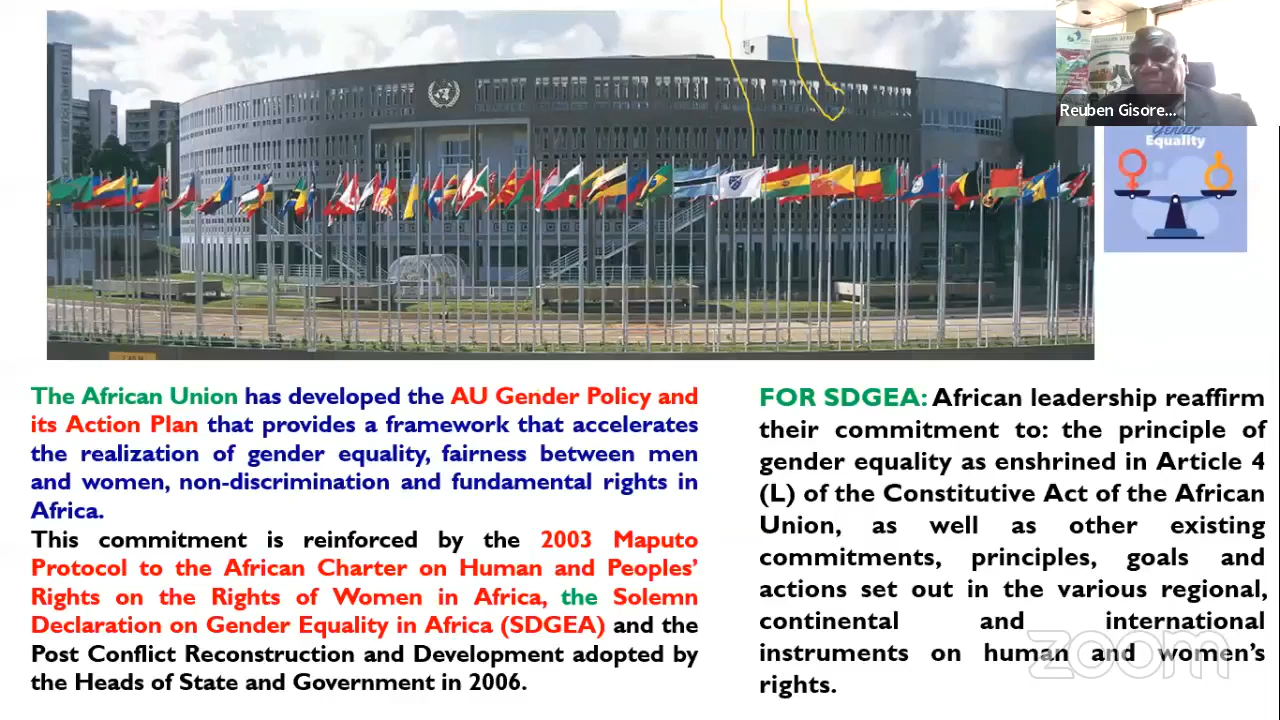 Reuben Gisore...
Gender
Equality
The African Union has developed the AU Gender Policy and
its Action Plan that provides a framework that accelerates
the realization of gender equality, fairness between men
and women, non-discrimination and fundamental rights in
Africa.
This commitment is reinforced by the 2003 Maputo
Protocol to the African Charter on Human and Peoples’
Rights on the Rights of Women in Africa, the Solemn
Declaration on Gender Equality in Africa (SDGEA) and the
Post Conflict Reconstruction and Development adopted by
the Heads of State and Government in 2006.
FOR SDGEA: African leadership reaffirm
their commitment to: the principle of
gender equality as enshrined in Article 4
(L) of the Constitutive Act of the African
Union, as well as other existing
commitments, principles, goals and
actions set out in the various regional,
continental and international
instruments on human and women’s
rights.
zoom